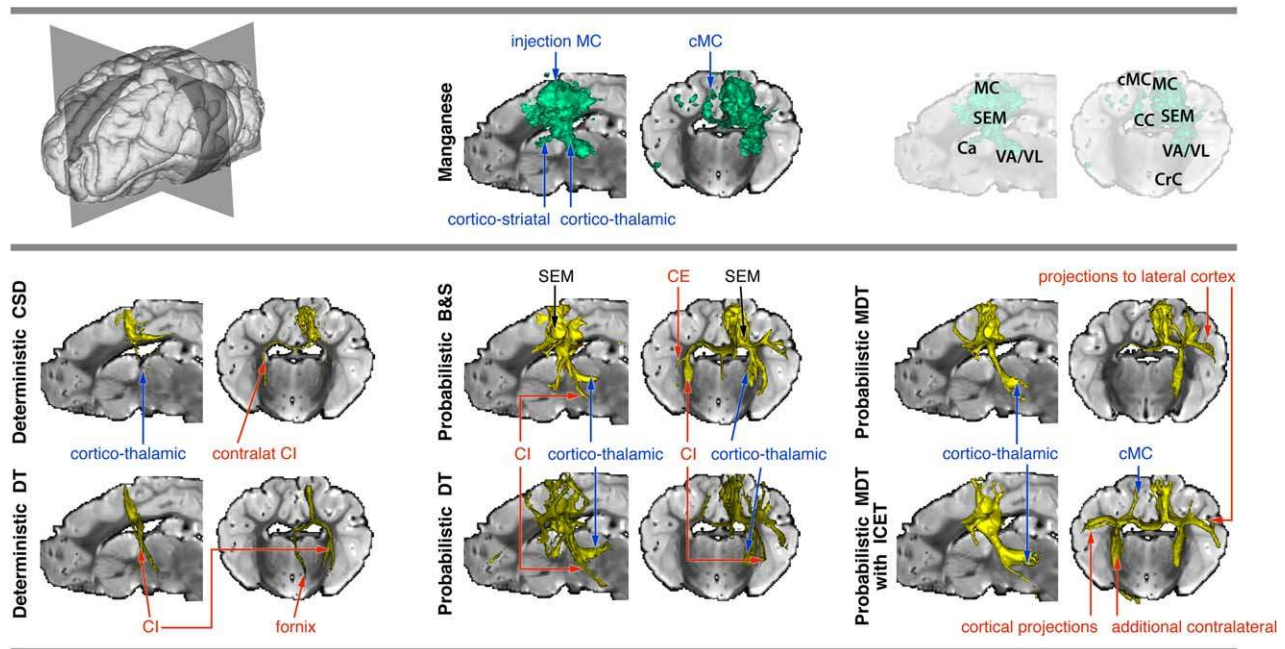 injection MC
cMC
Manganese
cortico-striatal
cortico-thalamic
MC
SEM
Ca
VA/VL
cMC
MC
CC
SEM
VA/VL
CrC
Deterministic CSD
cortico-thalamic
contralat CI
Deterministic DT
CI
fornix
Probabilistic B&S
SEM
CE
SEM
CI
cortico-thalamic
CI
cortico-thalamic
Probabilistic DT
projections to lateral cortex
Probabilistic MDT
cortico-thalamic
cMC
Probabilistic MDT
with ICET
cortical projections
additional contralateral